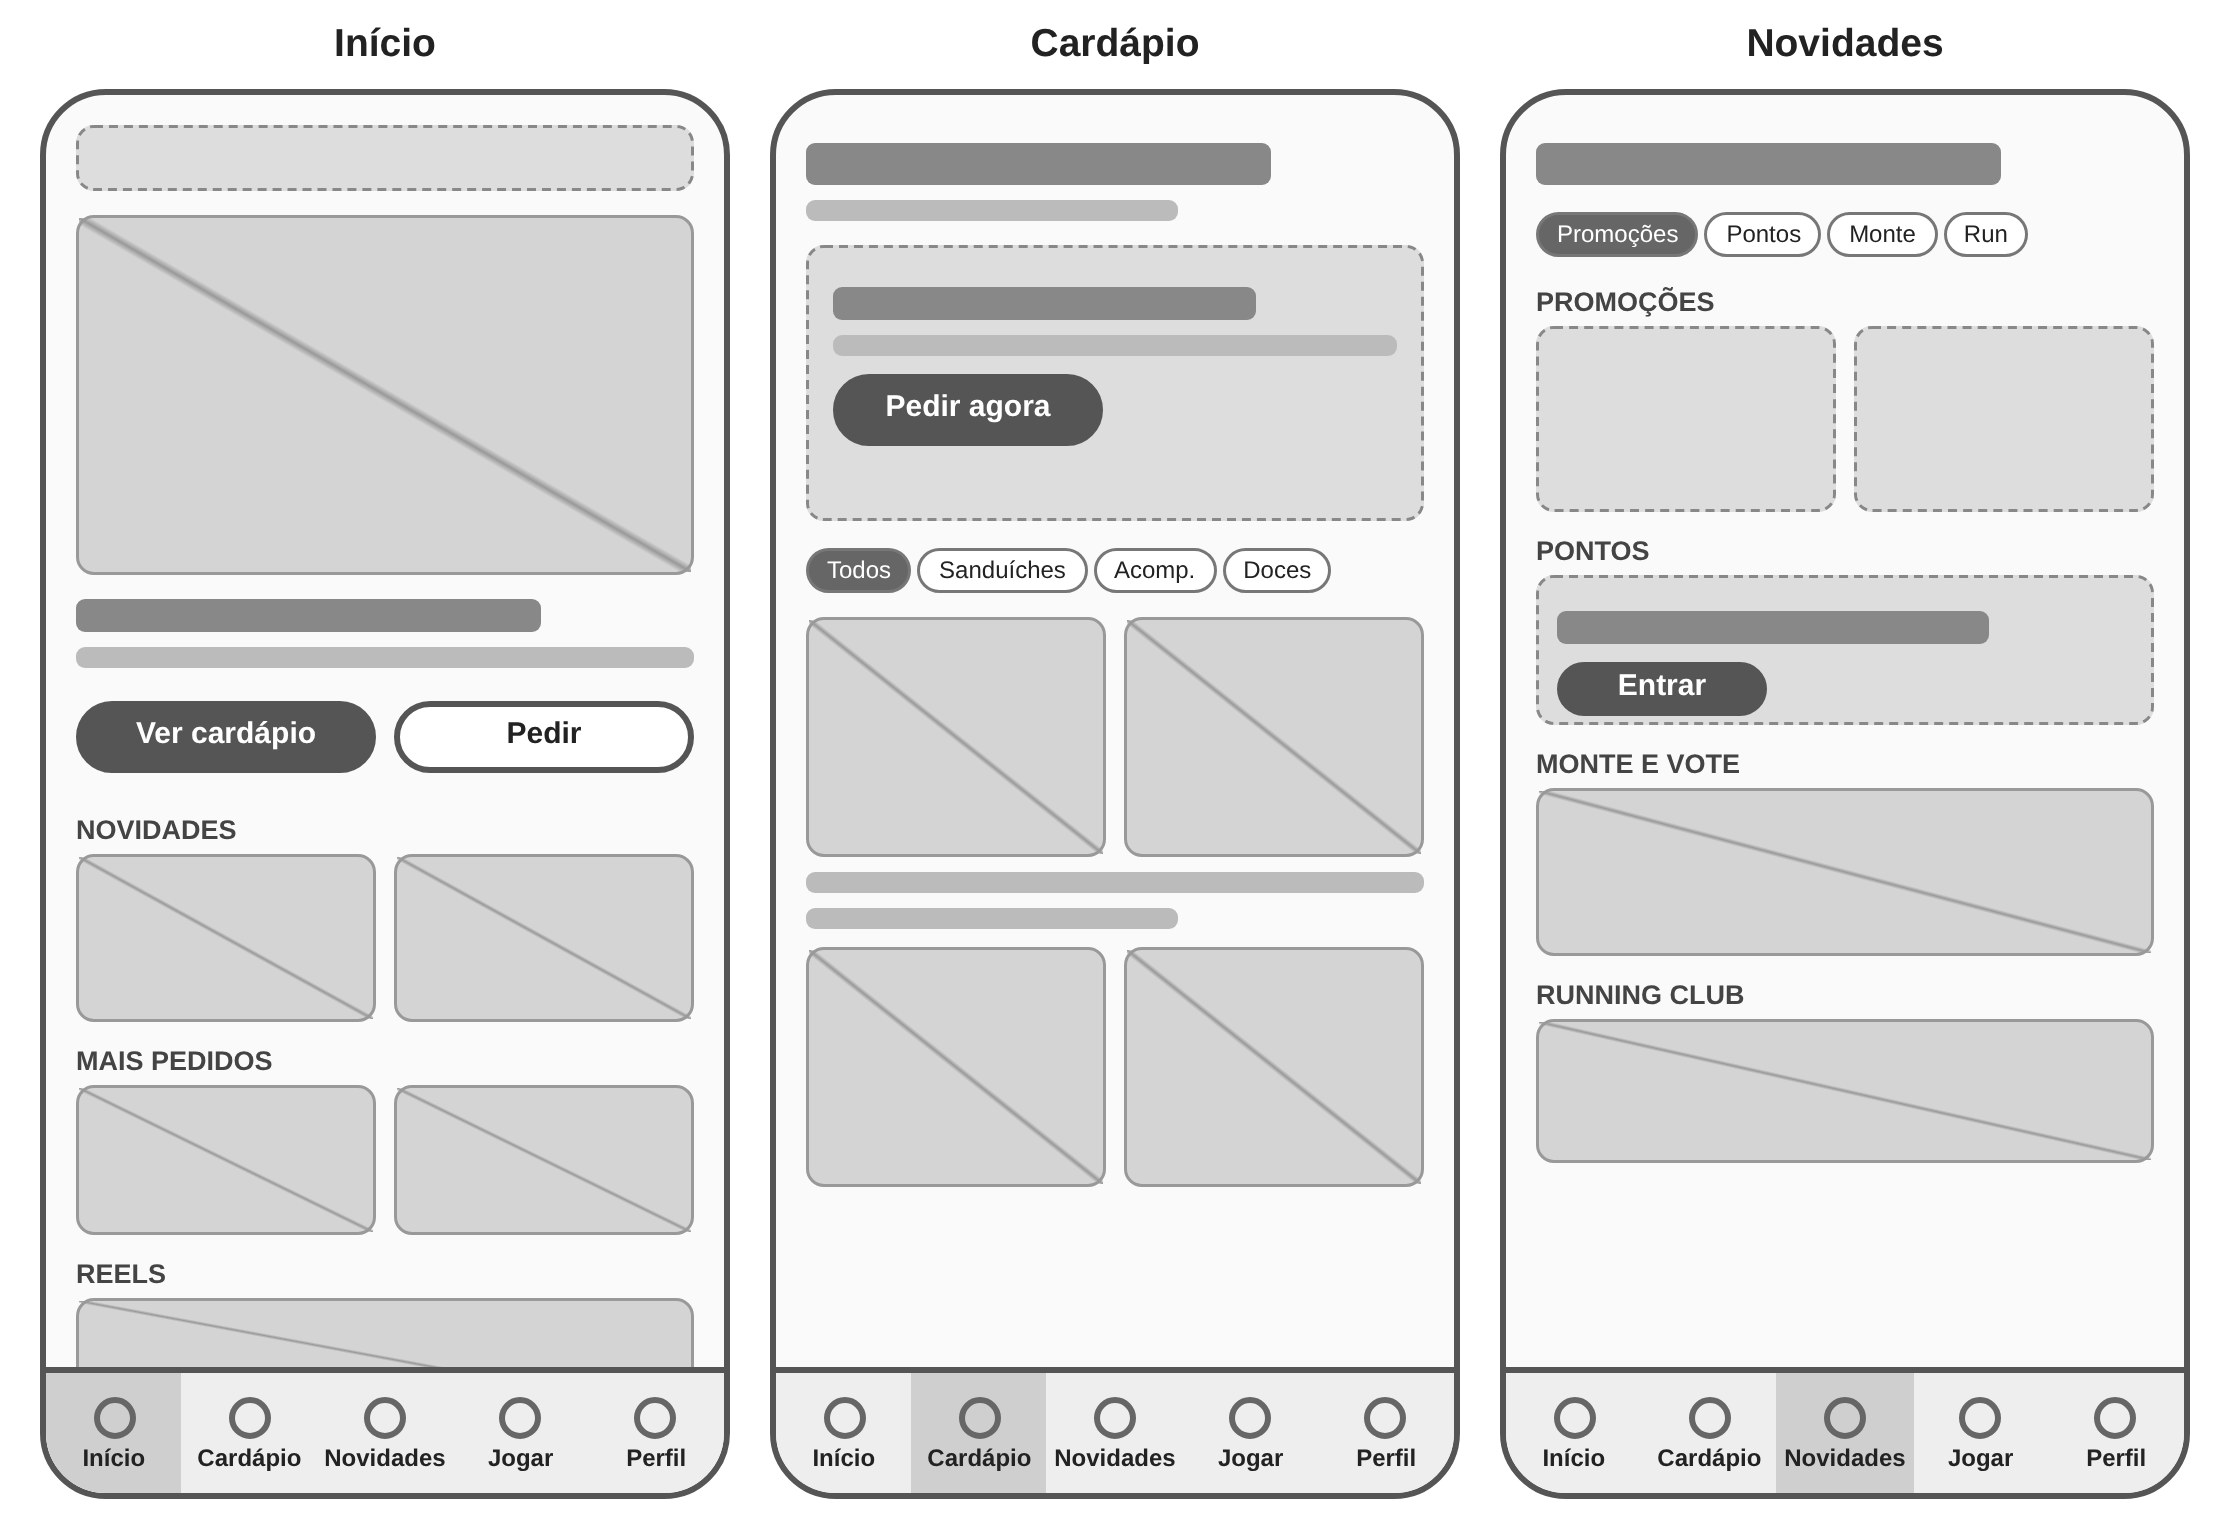 Início
Ver cardápio
Pedir
NOVIDADES
MAIS PEDIDOS
REELS
Início Cardápio Novidades Jogar Perfil
Cardápio
Pedir agora
Todos Sanduíches Acomp. Doces
Início Cardápio Novidades Jogar Perfil
Novidades
Promoções Pontos Monte Run
PROMOÇÕES
PONTOS
Entrar
MONTE E VOTE
RUNNING CLUB
Início Cardápio Novidades Jogar Perfil